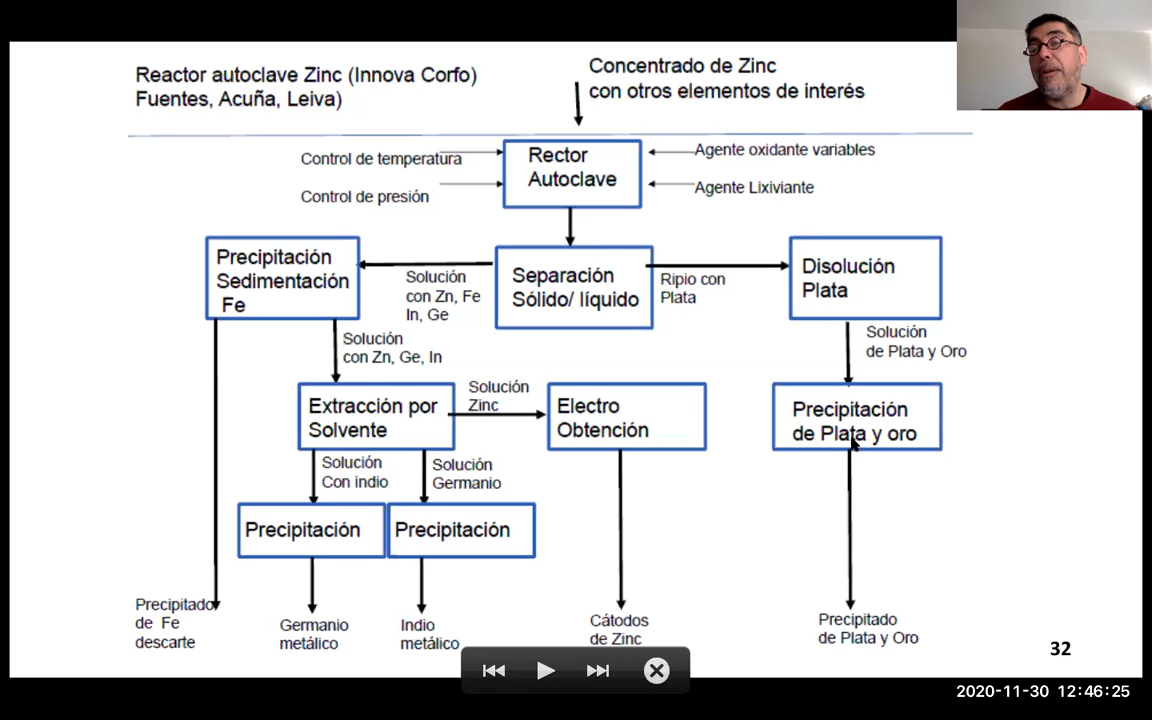 Reactor autoclave Zinc (Innova Corfo)
Fuentes, Acuña, Leiva)
Concentrado de Zinc
con otros elementos de interés
Control de temperatura
Control de presión
Rector
Autoclave
Agente oxidante variables
Agente Lixiviante
Precipitación
Sedimentación
Fe
Solución
con Zn, Fe
In, Ge
Separación
Sólido/ líquido
Ripio con
Plata
Disolución
Plata
Solución
con Zn, Ge, In
Solución
de Plata y Oro
Extracción por
Solvente
Solución
Zinc
Electro
Obtención
Precipitación
de Plata y oro
Solución
Con indio
Solución
Germanio
Precipitación
Precipitación
Precipitado
de Fe
descarte
Germanio
metálico
Indio
metálico
Cátodos
de Zinc
Precipitado
de Plata y Oro
32
2020-11-30 12:46:25